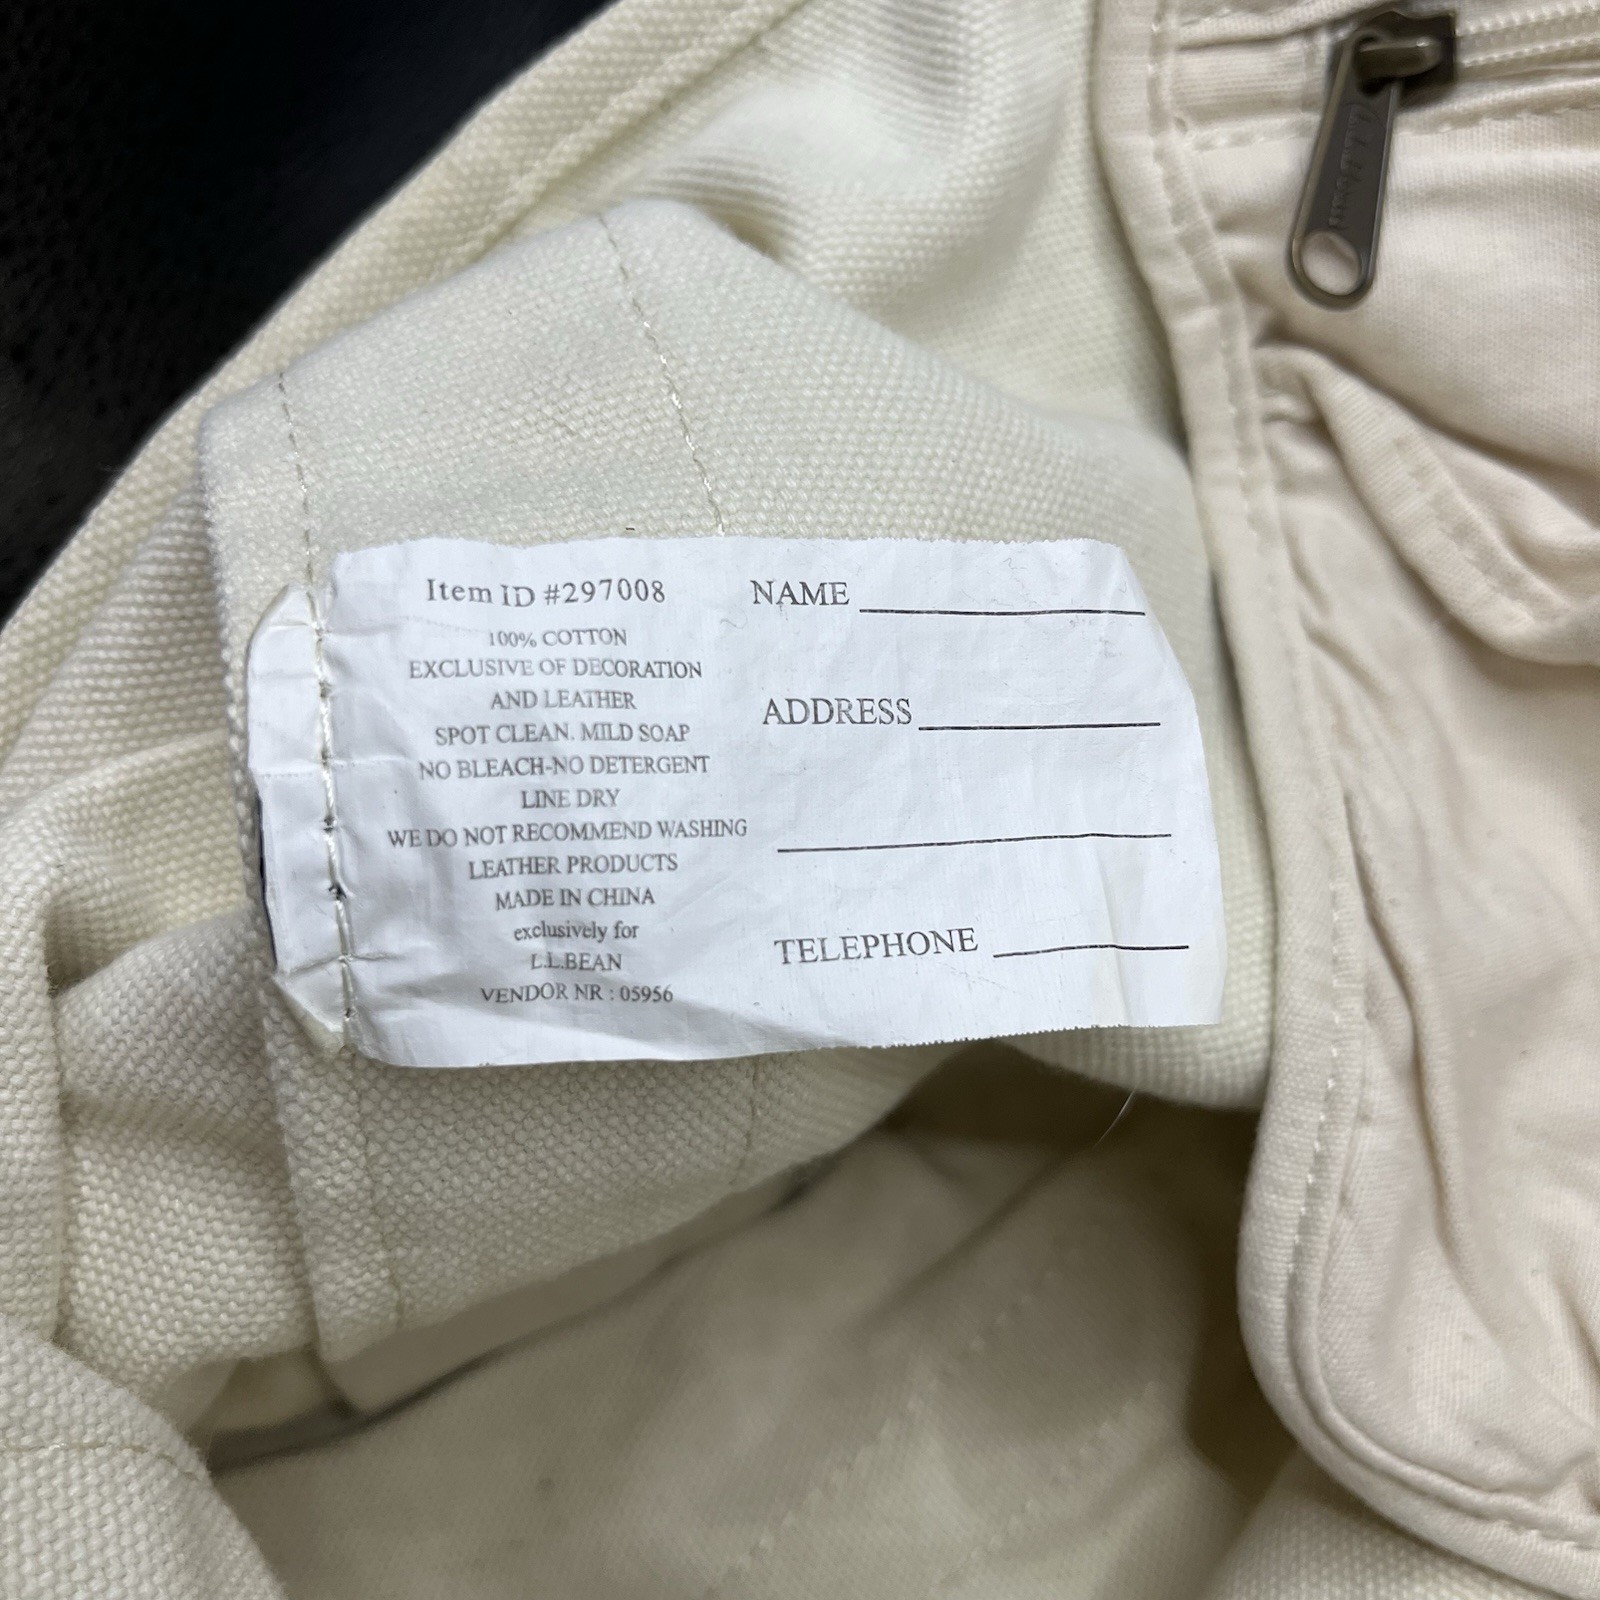 L.L.Bean
Item ID #297008
100% COTTON
EXCLUSIVE OF DECORATION
AND LEATHER
SPOT CLEAN. MILD SOAP
NO BLEACH-NO DETERGENT
LINE DRY
WE DO NOT RECOMMEND WASHING
LEATHER PRODUCTS
MADE IN CHINA
exclusively for
L.L.BEAN
VENDOR NR : 05956
NAME
ADDRESS
TELEPHONE